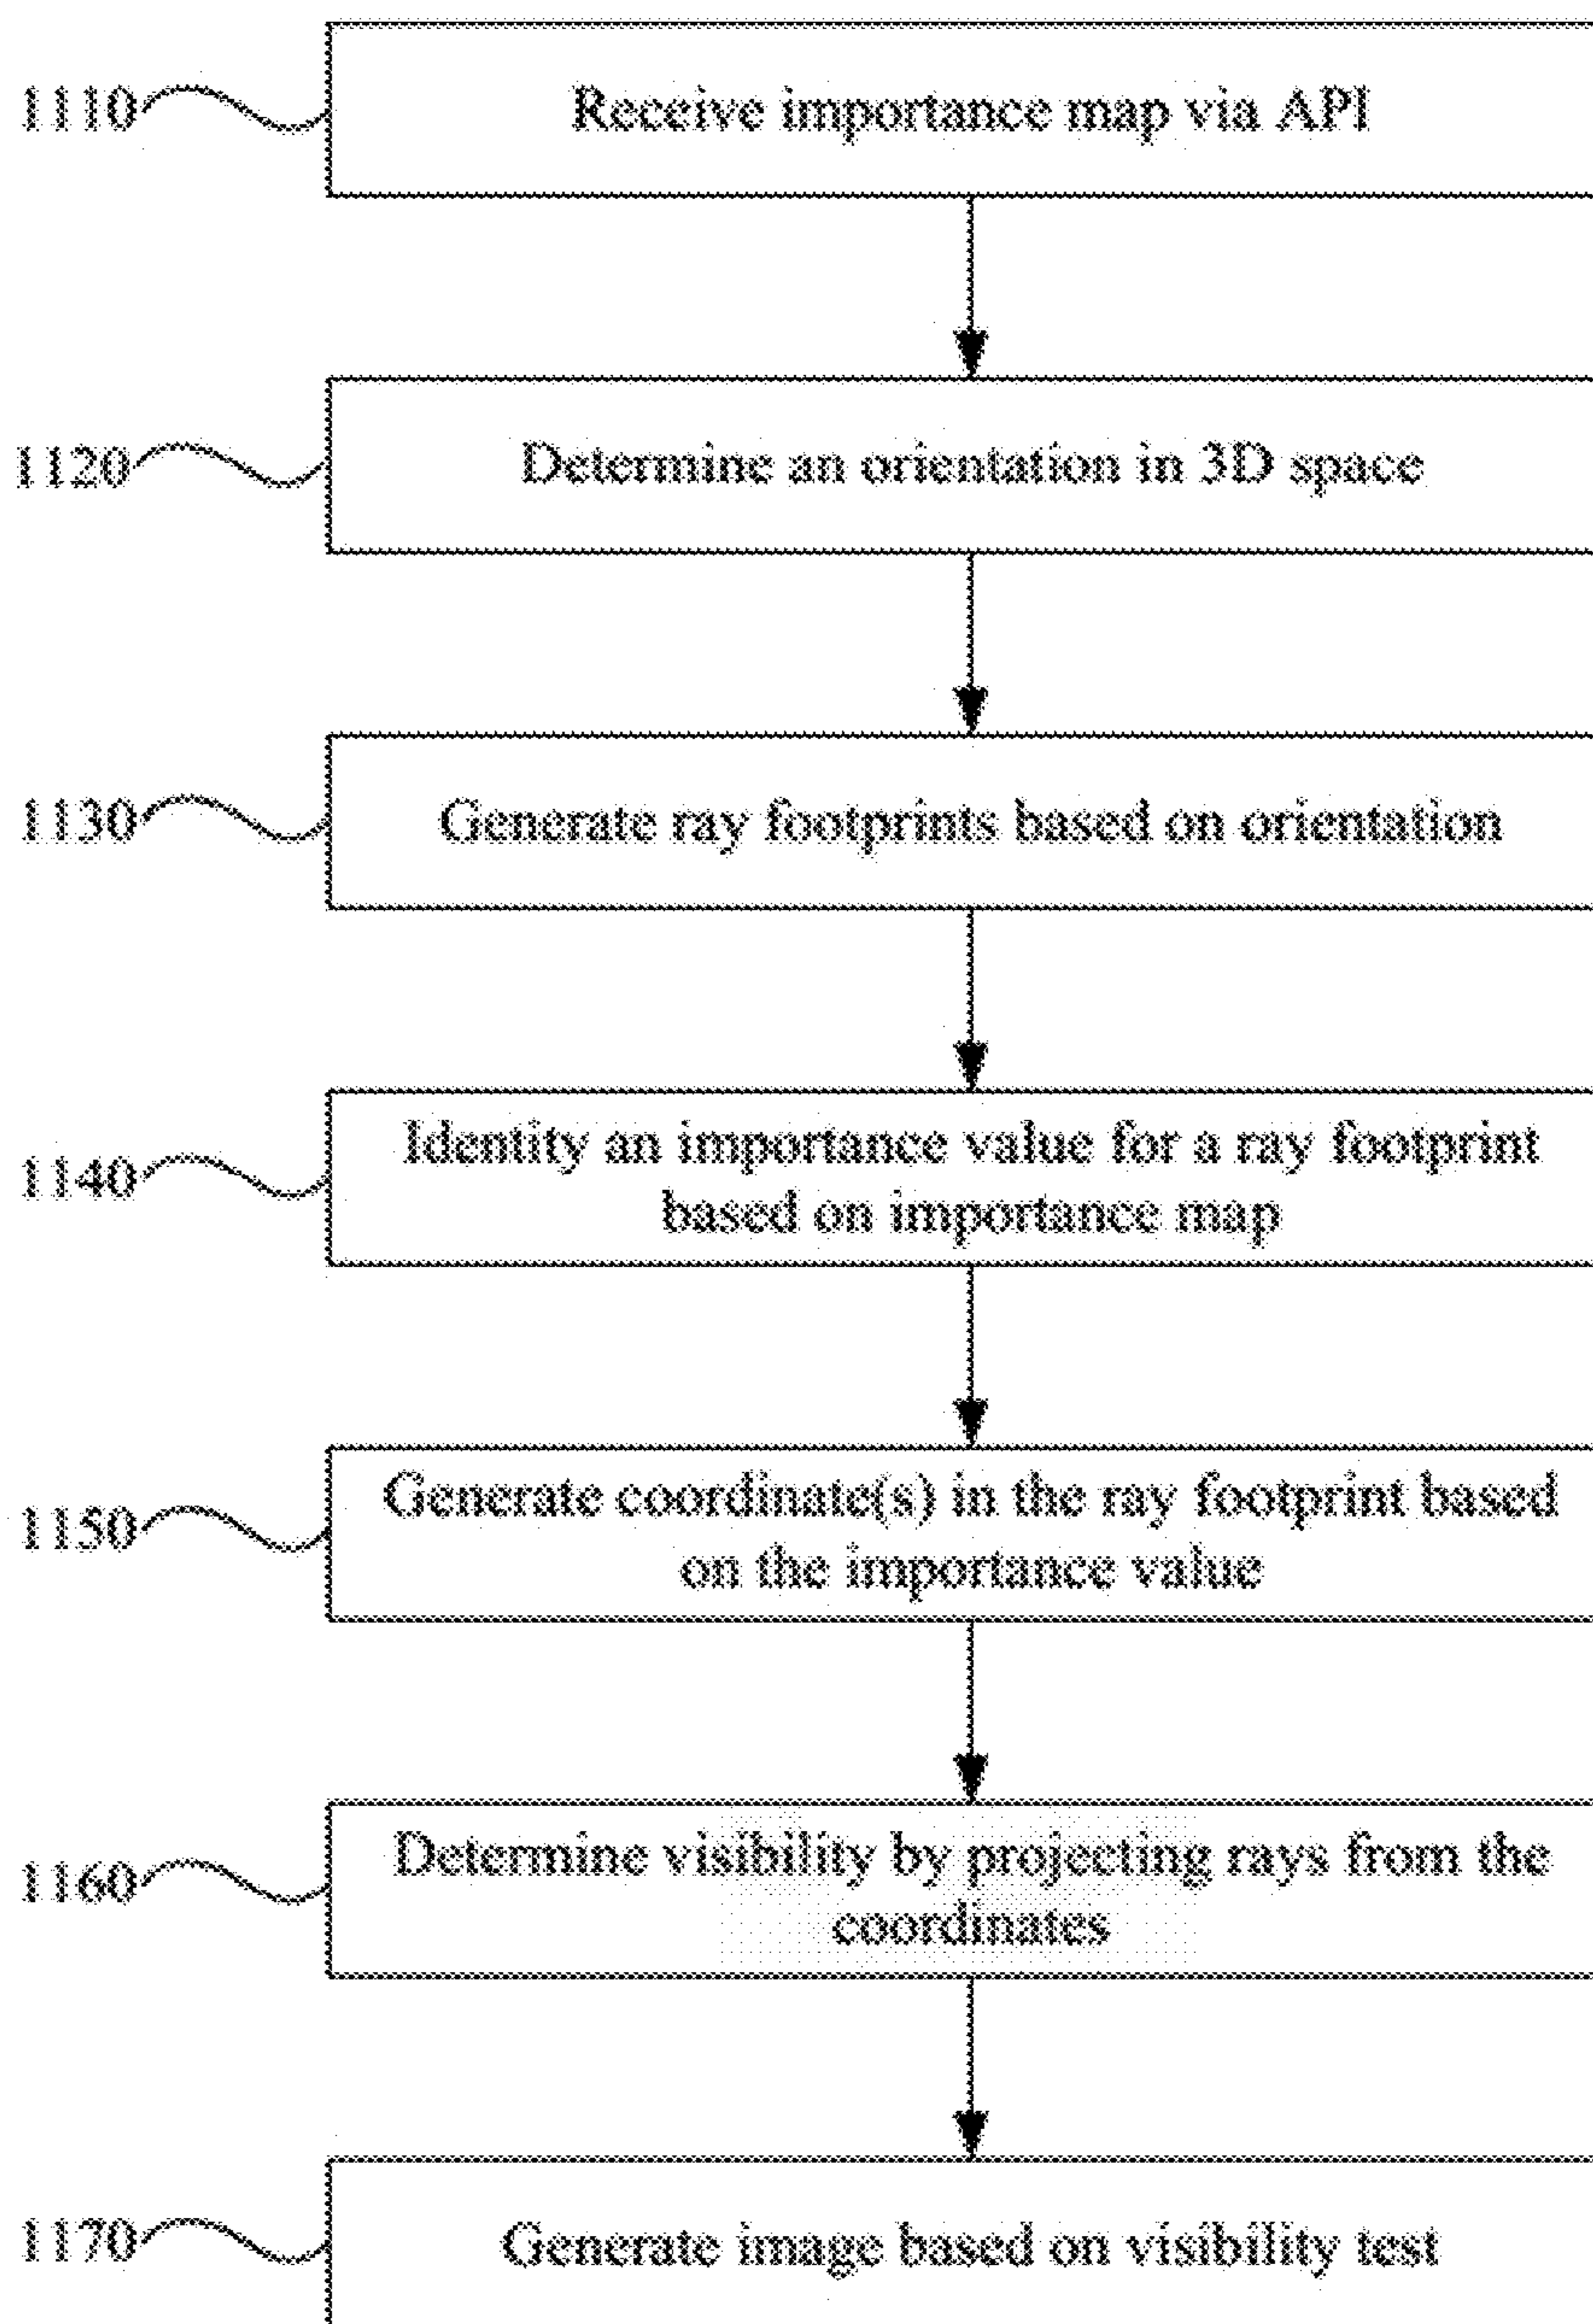 1110 Receive importance map via API
1120 Determine an orientation in 3D space
1130 Generate ray footprints based on orientation
1140 Identity an importance value for a ray footprint
based on importance map
1150 Generate coordinate(s) in the ray footprint based
on the importance value
1160 Determine visibility by projecting rays from the
coordinates
1170 Generate image based on visibility test